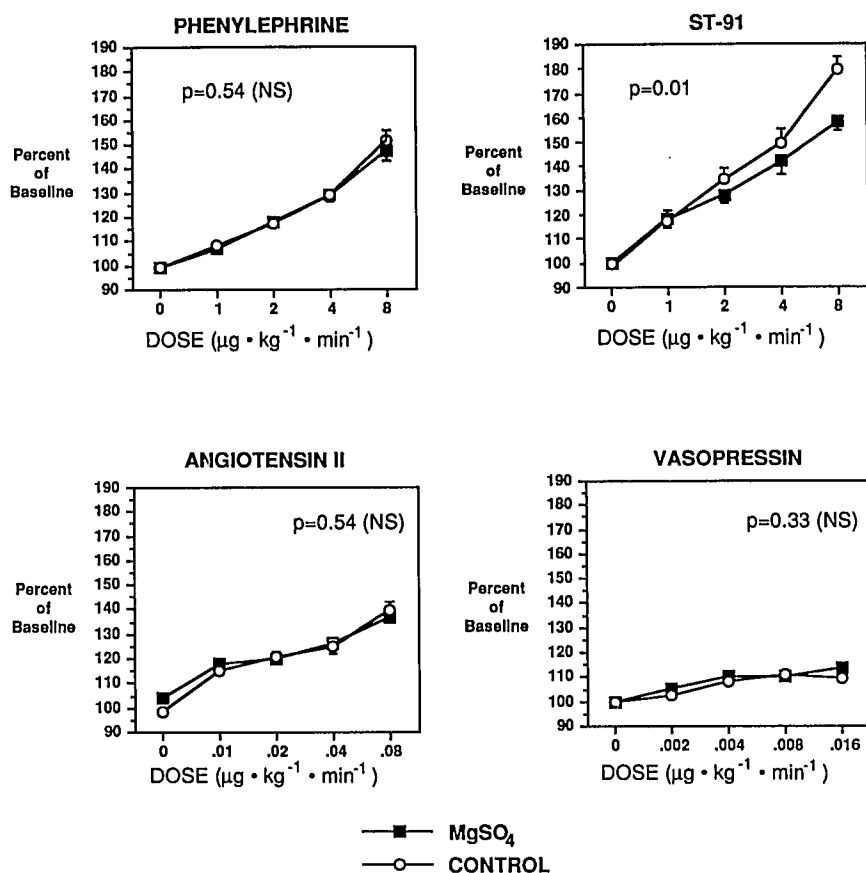 PHENYLEPHRINE
190
180
170
160
150
140
130
120
110
100
90
p=0.54 (NS)
Percent
of
Baseline
0 1 2 4 8
DOSE (µg • kg⁻¹ • min⁻¹ )
ST-91
190
180
170
160
150
140
130
120
110
100
90
p=0.01
Percent
of
Baseline
0 1 2 4 8
DOSE (µg • kg⁻¹ • min⁻¹ )
ANGIOTENSIN II
190
180
170
160
150
140
130
120
110
100
90
p=0.54 (NS)
Percent
of
Baseline
0 .01 .02 .04 .08
DOSE (µg • kg⁻¹ • min⁻¹ )
VASOPRESSIN
190
180
170
160
150
140
130
120
110
100
90
p=0.33 (NS)
Percent
of
Baseline
0 .002 .004 .008 .016
DOSE (µg • kg⁻¹ • min⁻¹ )
MgSO₄
CONTROL